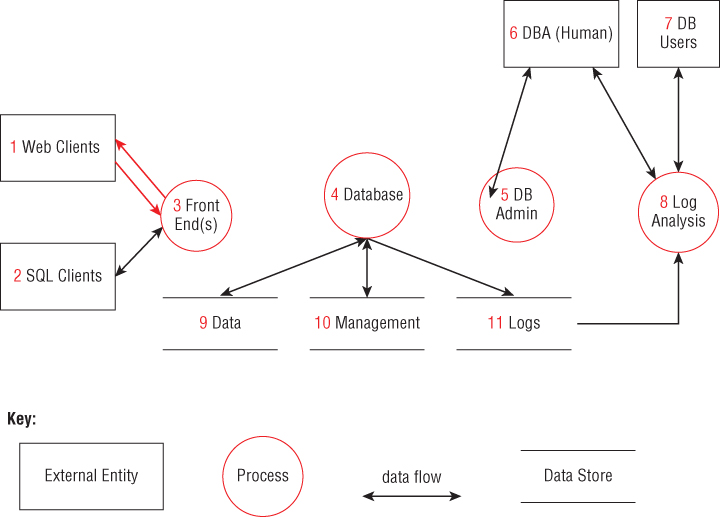 6 DBA (Human)
7 DB
Users
1 Web Clients
3 Front
End(s)
4 Database
5 DB
Admin
8 Log
Analysis
2 SQL Clients
9 Data
10 Management
11 Logs
Key:
External Entity
Process
data flow
Data Store